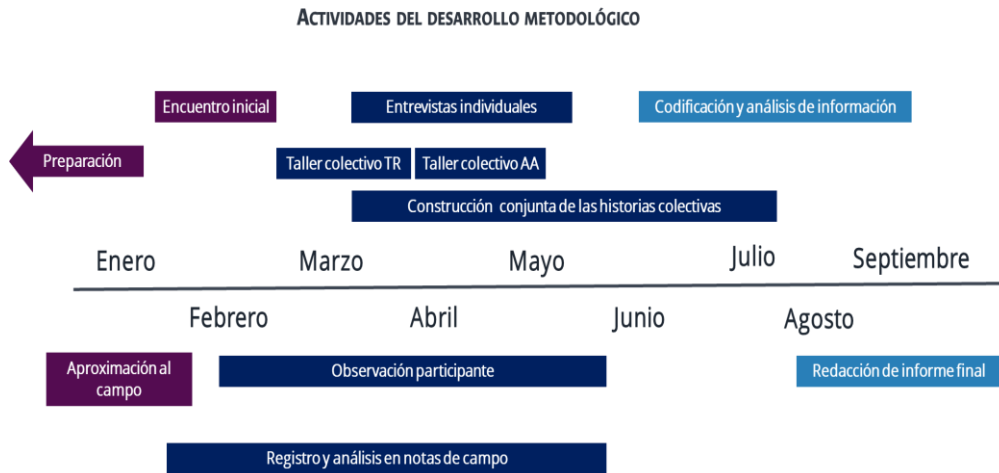 ACTIVIDADES DEL DESARROLLO METODOLÓGICO
Encuentro inicial
Entrevistas individuales
Codificación y análisis de información
Preparación
Taller colectivo TR
Taller colectivo AA
Construcción conjunta de las historias colectivas
Enero
Marzo
Mayo
Julio
Septiembre
Febrero
Abril
Junio
Agosto
Aproximación al
campo
Observación participante
Redacción de informe final
Registro y análisis en notas de campo